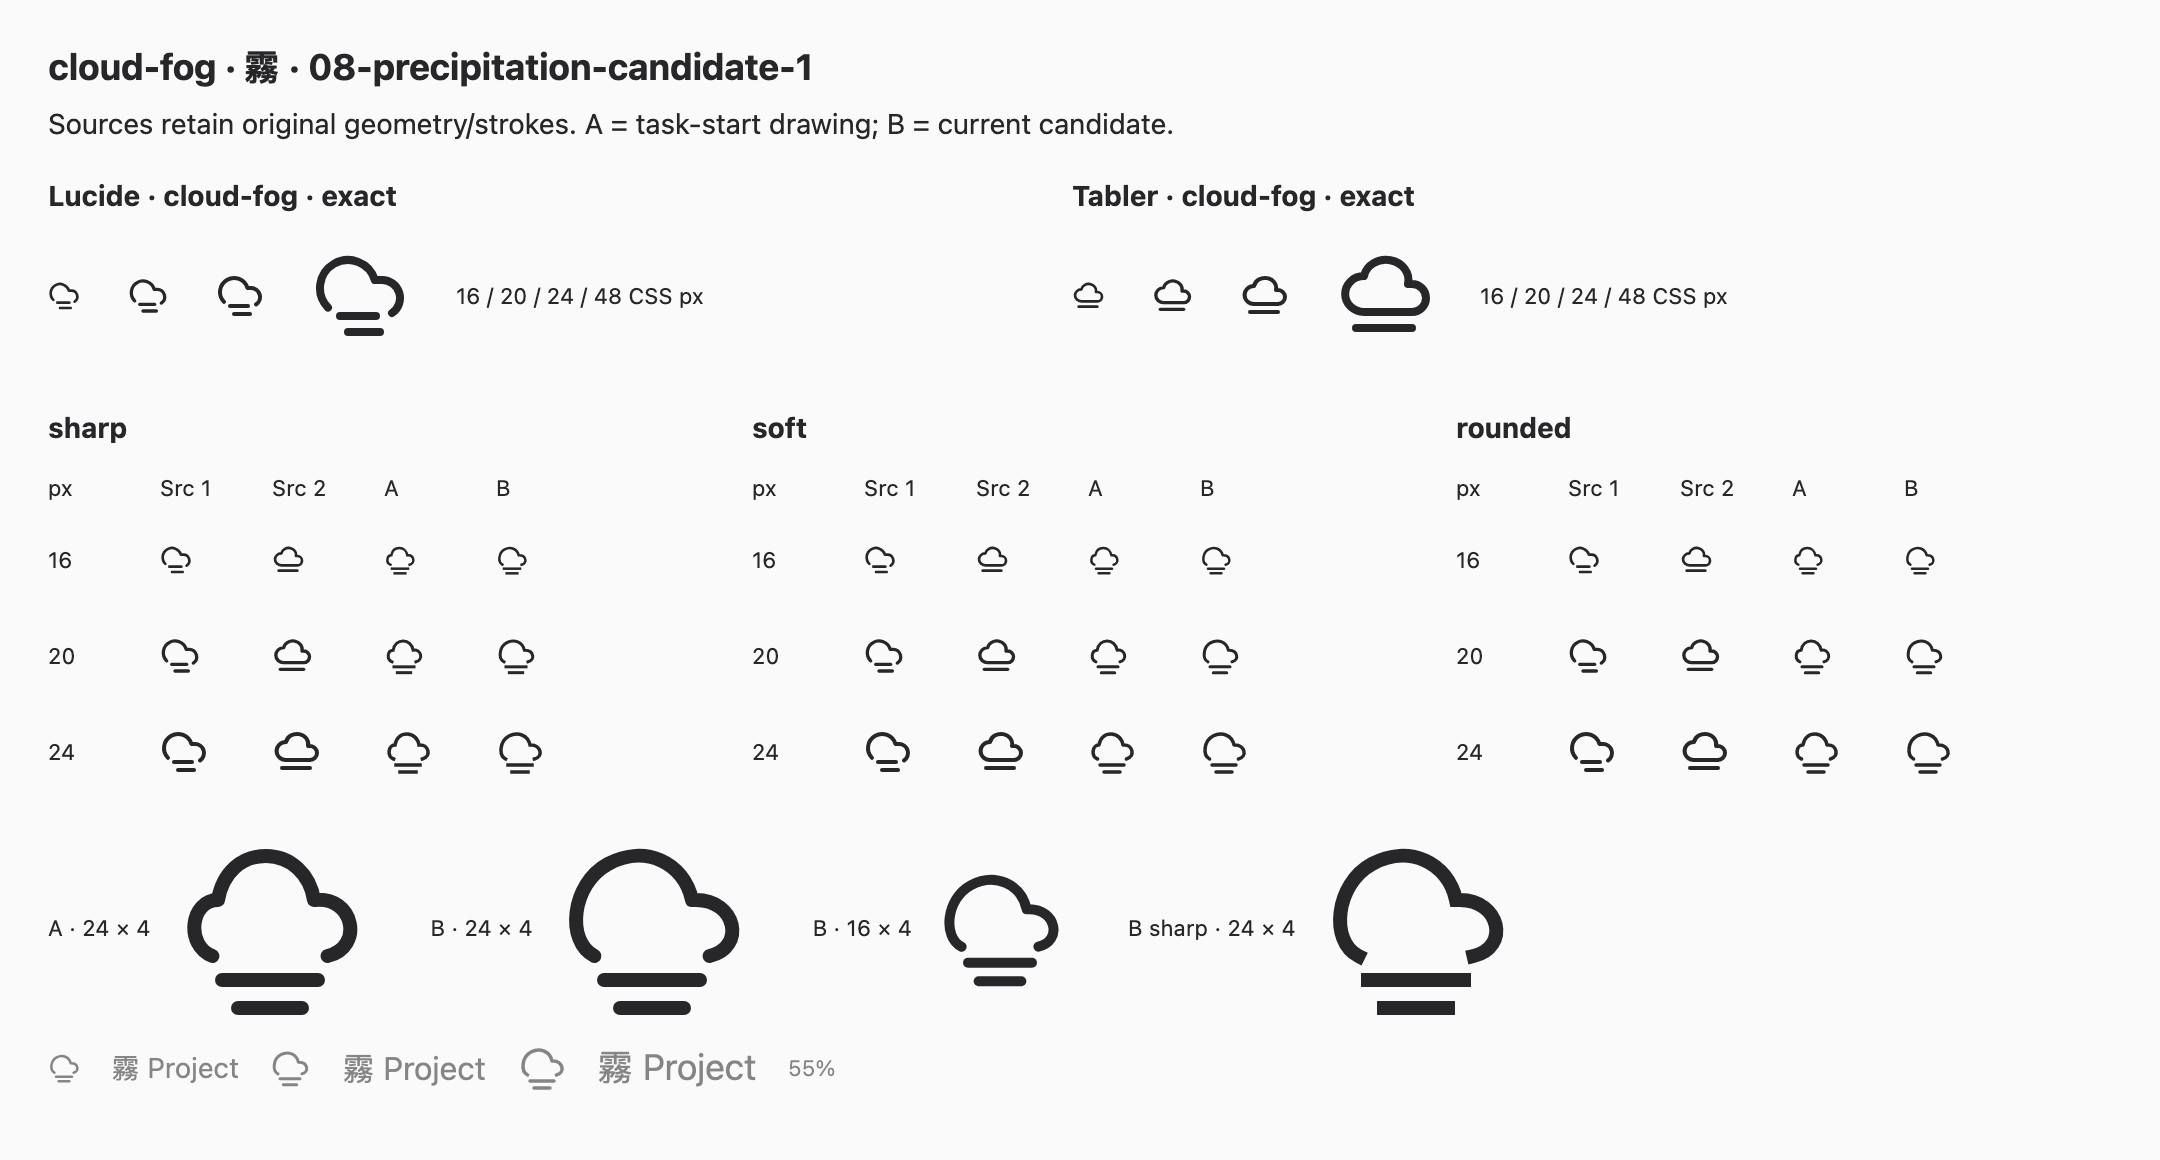 cloud-fog · 霧 · 08-precipitation-candidate-1
Sources retain original geometry/strokes. A = task-start drawing; B = current candidate.
Lucide · cloud-fog · exact
Tabler · cloud-fog · exact
16 / 20 / 24 / 48 CSS px
16 / 20 / 24 / 48 CSS px
sharp
soft
rounded
px Src 1 Src 2 A B
px Src 1 Src 2 A B
px Src 1 Src 2 A B
16
16
16
20
20
20
24
24
24
A · 24 × 4
B · 24 × 4
B · 16 × 4
B sharp · 24 × 4
霧 Project
霧 Project
霧 Project
55%